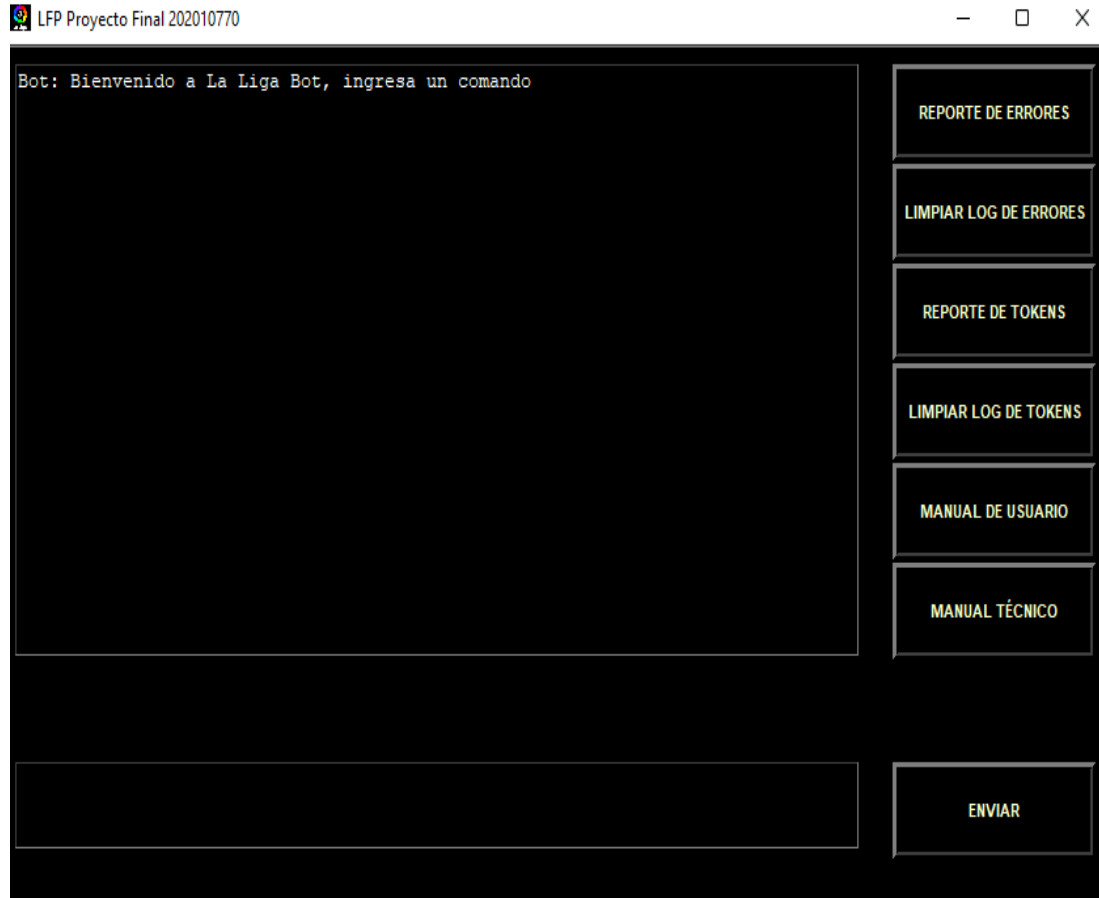 LFP Proyecto Final 202010770
Bot: Bienvenido a La Liga Bot, ingresa un comando
REPORTE DE ERRORES
LIMPIAR LOG DE ERRORES
REPORTE DE TOKENS
LIMPIAR LOG DE TOKENS
MANUAL DE USUARIO
MANUAL TÉCNICO
ENVIAR